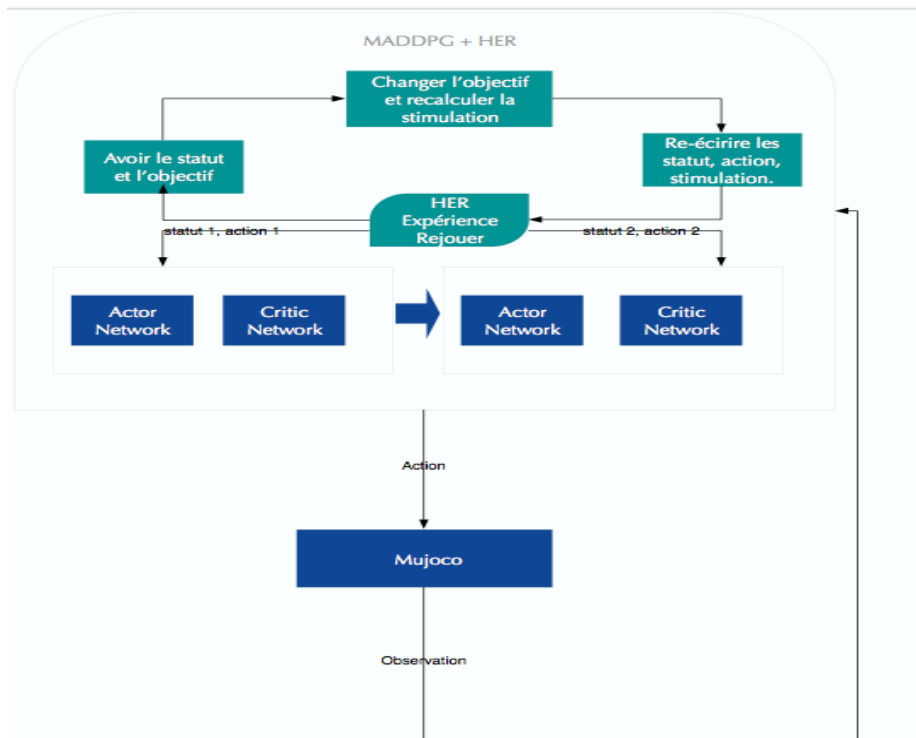 MADDPG + HER
Changer l'objectif
et recalculer la
stimulation
Avoir le statut
et l'objectif
Re-écirire les
statut, action,
stimulation.
HER
Expérience
Rejouer
statut 1, action 1
statut 2, action 2
Actor
Network
Critic
Network
Actor
Network
Critic
Network
Action
Mujoco
Observation